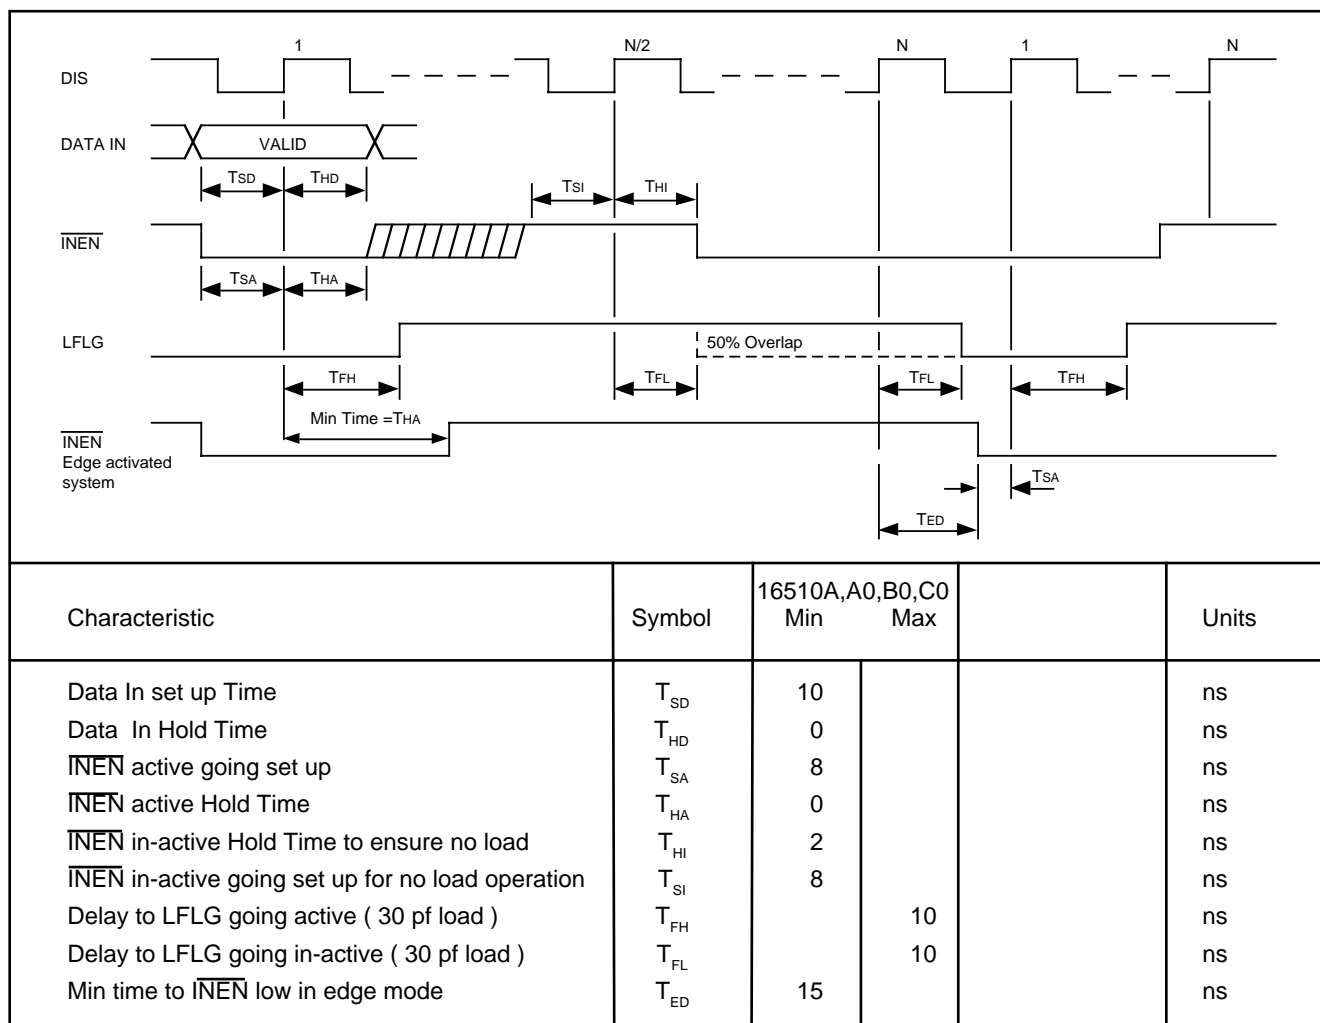 1 N/2 N 1 N
DIS
DATA IN VALID
TSD THD TSI THI
INEN
TSA THA
LFLG 50% Overlap
TFH TFL TFL TFH
Min Time =THA
INEN
Edge activated
system
TSA
TED
16510A,A0,B0,C0
Characteristic Symbol Min Max Units
Data In set up Time TSD 10 ns
Data In Hold Time THD 0 ns
INEN active going set up TSA 8 ns
INEN active Hold Time THA 0 ns
INEN in-active Hold Time to ensure no load THI 2 ns
INEN in-active going set up for no load operation TSI 8 ns
Delay to LFLG going active ( 30 pf load ) TFH 10 ns
Delay to LFLG going in-active ( 30 pf load ) TFL 10 ns
Min time to INEN low in edge mode TED 15 ns